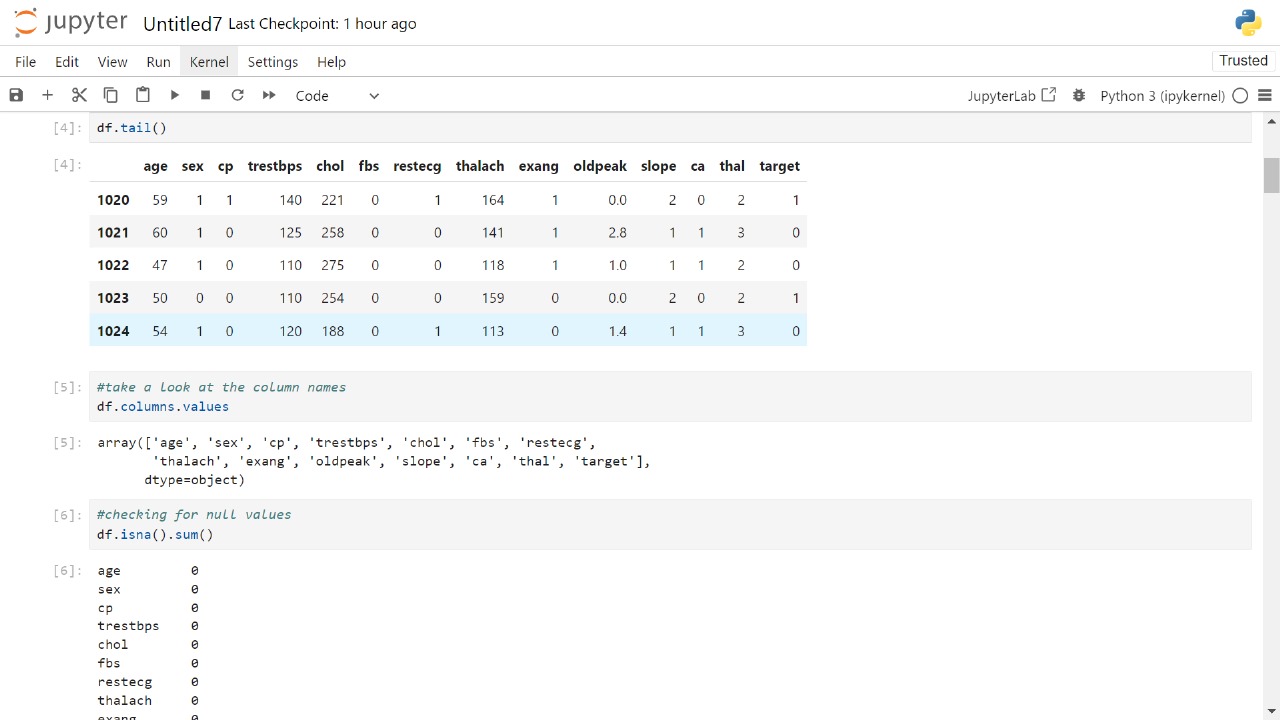 jupyter Untitled7 Last Checkpoint: 1 hour ago
File Edit View Run Kernel Settings Help Trusted
Code JupyterLab Python 3 (ipykernel)
[4]: df.tail()
[4]: age sex cp trestbps chol fbs restecg thalach exang oldpeak slope ca thal target
1020 59 1 1 140 221 0 1 164 1 0.0 2 0 2 1
1021 60 1 0 125 258 0 0 141 1 2.8 1 1 3 0
1022 47 1 0 110 275 0 0 118 1 1.0 1 1 2 0
1023 50 0 0 110 254 0 0 159 0 0.0 2 0 2 1
1024 54 1 0 120 188 0 1 113 0 1.4 1 1 3 0
[5]: #take a look at the column names
df.columns.values
[5]: array(['age', 'sex', 'cp', 'trestbps', 'chol', 'fbs', 'restecg',
'thalach', 'exang', 'oldpeak', 'slope', 'ca', 'thal', 'target'],
dtype=object)
[6]: #checking for null values
df.isna().sum()
[6]: age 0
sex 0
cp 0
trestbps 0
chol 0
fbs 0
restecg 0
thalach 0
exang 0